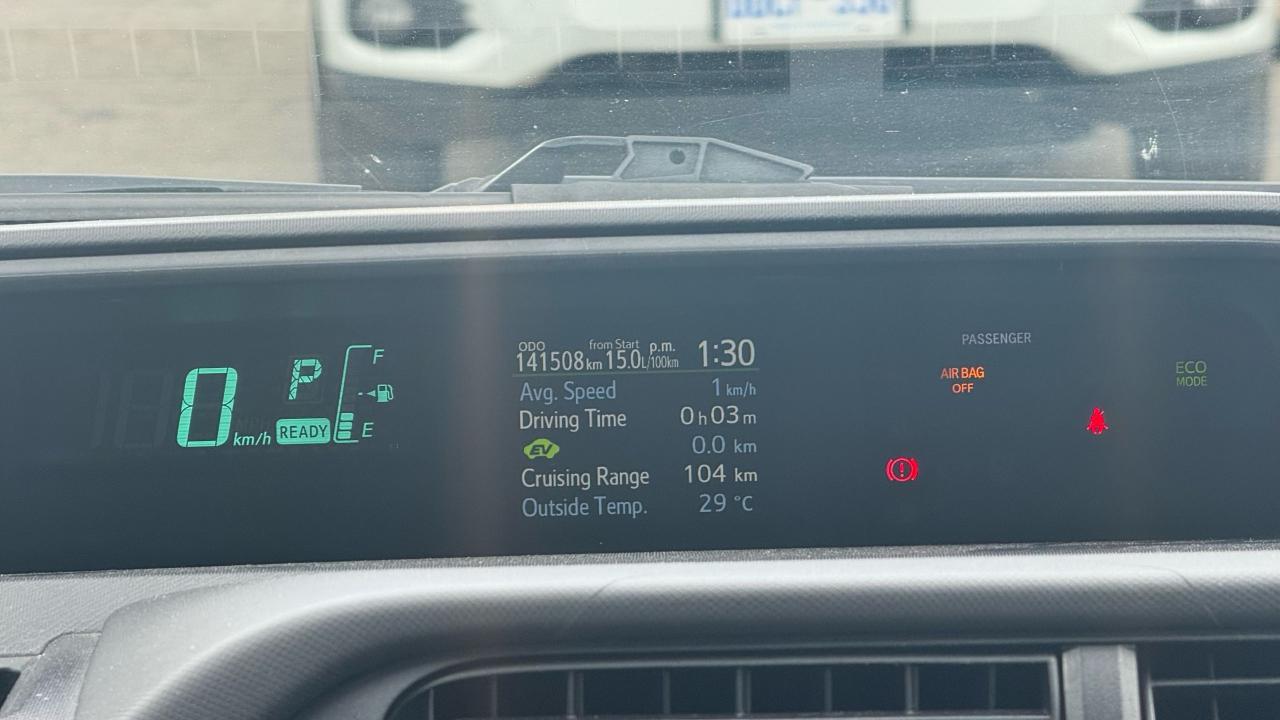 0 km/h
P
READY
F
E
ODO from Start p.m.
141508 km 15.0 L/100km 1:30
Avg. Speed 1 km/h
Driving Time 0 h 03 m
EV 0.0 km
Cruising Range 104 km
Outside Temp. 29 °C
PASSENGER
AIR BAG
OFF
ECO
MODE